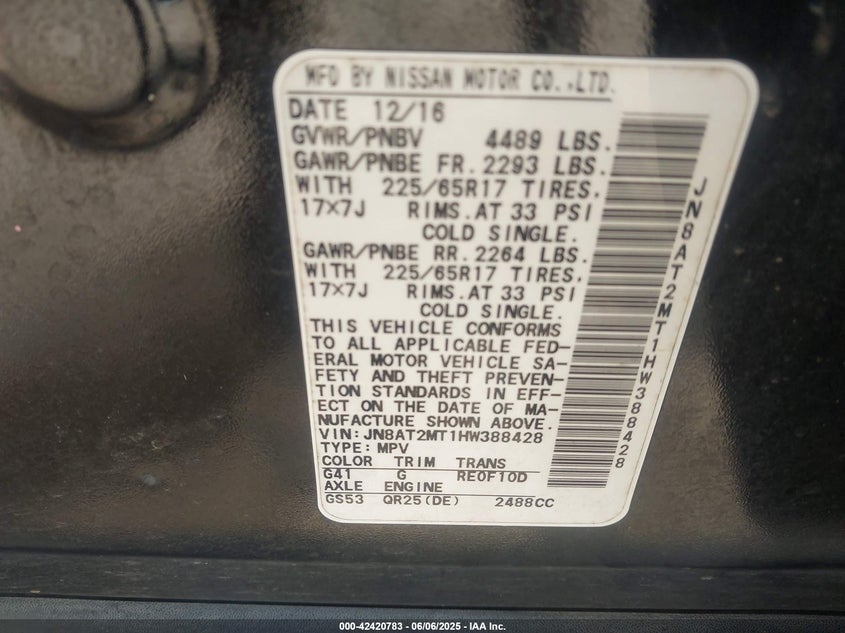 MFD BY NISSAN MOTOR CO.,LTD.
DATE 12/16
GVWR/PNBV 4489 LBS.
GAWR/PNBE FR. 2293 LBS.
WITH 225/65R17 TIRES.
17×7J RIMS. AT 33 PSI
COLD SINGLE.
GAWR/PNBE RR. 2264 LBS.
WITH 225/65R17 TIRES.
17×7J RIMS. AT 33 PSI
COLD SINGLE.
THIS VEHICLE CONFORMS
TO ALL APPLICABLE FED-
ERAL MOTOR VEHICLE SA-
FETY AND THEFT PREVEN-
TION STANDARDS IN EFF-
ECT ON THE DATE OF MA-
NUFACTURE SHOWN ABOVE.
VIN: JN8AT2MT1HW388428
TYPE: MPV
COLOR TRIM TRANS
G41 G RE0F10D
AXLE ENGINE
GS53 QR25(DE) 2488CC
JN8AT2MT1HW388428
000-42420783 - 06/06/2025 - IAA Inc.